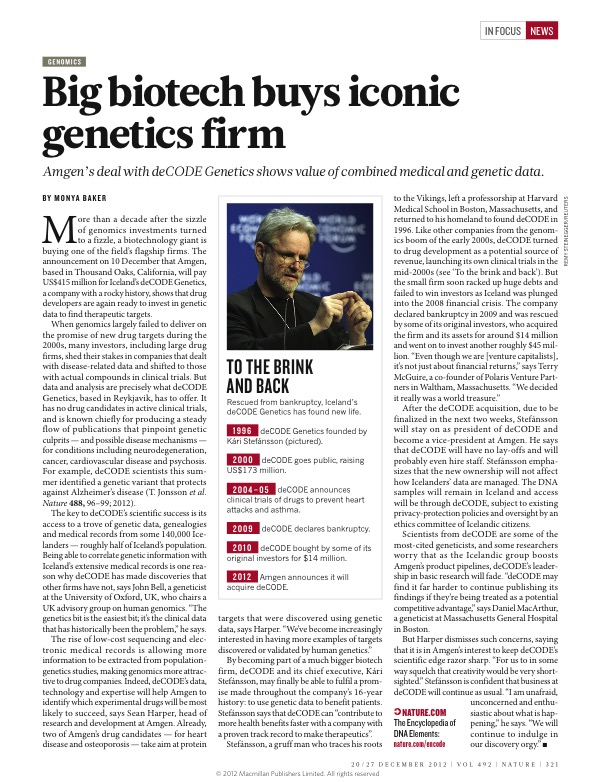 IN FOCUS NEWS
GENOMICS
Big biotech buys iconic
genetics firm
Amgen's deal with deCODE Genetics shows value of combined medical and genetic data.
BY MONYA BAKER
More than a decade after the sizzle
of genomics investments turned
to a fizzle, a biotechnology giant is
buying one of the field's flagship firms. The
announcement on 10 December that Amgen,
based in Thousand Oaks, California, will pay
US$415 million for Iceland's deCODE Genetics,
a company with a rocky history, shows that drug
developers are again ready to invest in genetic
data to find therapeutic targets.
When genomics largely failed to deliver on
the promise of new drug targets during the
2000s, many investors, including large drug
firms, shed their stakes in companies that dealt
with disease-related data and shifted to those
with actual compounds in clinical trials. But
data and analysis are precisely what deCODE
Genetics, based in Reykjavik, has to offer. It
has no drug candidates in active clinical trials,
and is known chiefly for producing a steady
flow of publications that pinpoint genetic
culprits — and possible disease mechanisms —
for conditions including neurodegeneration,
cancer, cardiovascular disease and psychosis.
For example, deCODE scientists this sum-
mer identified a genetic variant that protects
against Alzheimer's disease (T. Jonsson et al.
Nature 488, 96–99; 2012).
The key to deCODE's scientific success is its
access to a trove of genetic data, genealogies
and medical records from some 140,000 Ice-
landers — roughly half of Iceland's population.
Being able to correlate genetic information with
Iceland's extensive medical records is one rea-
son why deCODE has made discoveries that
other firms have not, says John Bell, a geneticist
at the University of Oxford, UK, who chairs a
UK advisory group on human genomics. "The
genetics bit is the easiest bit; it's the clinical data
that has historically been the problem," he says.
The rise of low-cost sequencing and elec-
tronic medical records is allowing more
information to be extracted from population-
genetics studies, making genomics more attrac-
tive to drug companies. Indeed, deCODE's data,
technology and expertise will help Amgen to
identify which experimental drugs will be most
likely to succeed, says Sean Harper, head of
research and development at Amgen. Already,
two of Amgen's drug candidates — for heart
disease and osteoporosis — take aim at protein
WORLD
ECONOMIC
FORUM
TO THE BRINK
AND BACK
Rescued from bankruptcy, Iceland's
deCODE Genetics has found new life.
1996 deCODE Genetics founded by
Kári Stefánsson (pictured).
2000 deCODE goes public, raising
US$173 million.
2004–05 deCODE announces
clinical trials of drugs to prevent heart
attacks and asthma.
2009 deCODE declares bankruptcy.
2010 deCODE bought by some of its
original investors for $14 million.
2012 Amgen announces it will
acquire deCODE.
targets that were discovered using genetic
data, says Harper. "We've become increasingly
interested in having more examples of targets
discovered or validated by human genetics."
By becoming part of a much bigger biotech
firm, deCODE and its chief executive, Kári
Stefánsson, may finally be able to fulfil a prom-
ise made throughout the company's 16-year
history: to use genetic data to benefit patients.
Stefánsson says that deCODE can "contribute to
more health benefits faster with a company with
a proven track record to make therapeutics".
Stefánsson, a gruff man who traces his roots
to the Vikings, left a professorship at Harvard
Medical School in Boston, Massachusetts, and
returned to his homeland to found deCODE in
1996. Like other companies from the genom-
ics boom of the early 2000s, deCODE turned
to drug development as a potential source of
revenue, launching its own clinical trials in the
mid-2000s (see 'To the brink and back'). But
the small firm soon racked up huge debts and
failed to win investors as Iceland was plunged
into the 2008 financial crisis. The company
declared bankruptcy in 2009 and was rescued
by some of its original investors, who acquired
the firm and its assets for around $14 million
and went on to invest another roughly $45 mil-
lion. "Even though we are [venture capitalists],
it's not just about financial returns," says Terry
McGuire, a co-founder of Polaris Venture Part-
ners in Waltham, Massachusetts. "We decided
it really was a world treasure."
After the deCODE acquisition, due to be
finalized in the next two weeks, Stefánsson
will stay on as president of deCODE and
become a vice-president at Amgen. He says
that deCODE will have no lay-offs and will
probably even hire staff. Stefánsson empha-
sizes that the new ownership will not affect
how Icelanders' data are managed. The DNA
samples will remain in Iceland and access
will be through deCODE, subject to existing
privacy-protection policies and oversight by an
ethics committee of Icelandic citizens.
Scientists from deCODE are some of the
most-cited geneticists, and some researchers
worry that as the Icelandic group boosts
Amgen's product pipelines, deCODE's leader-
ship in basic research will fade. "deCODE may
find it far harder to continue publishing its
findings if they're being treated as a potential
competitive advantage," says Daniel MacArthur,
a geneticist at Massachusetts General Hospital
in Boston.
But Harper dismisses such concerns, saying
that it is in Amgen's interest to keep deCODE's
scientific edge razor sharp. "For us to in some
way squelch that creativity would be very short-
sighted." Stefánsson is confident that business at
deCODE will continue as usual. "I am unafraid,
unconcerned and enthu-
siastic about what is hap-
pening," he says. "We will
continue to indulge in
our discovery orgy." ■
NATURE.COM
The Encyclopedia of
DNA Elements:
nature.com/encode
REMY STEINEGGER/REUTERS
20/27 DECEMBER 2012 | VOL 492 | NATURE | 321
© 2012 Macmillan Publishers Limited. All rights reserved